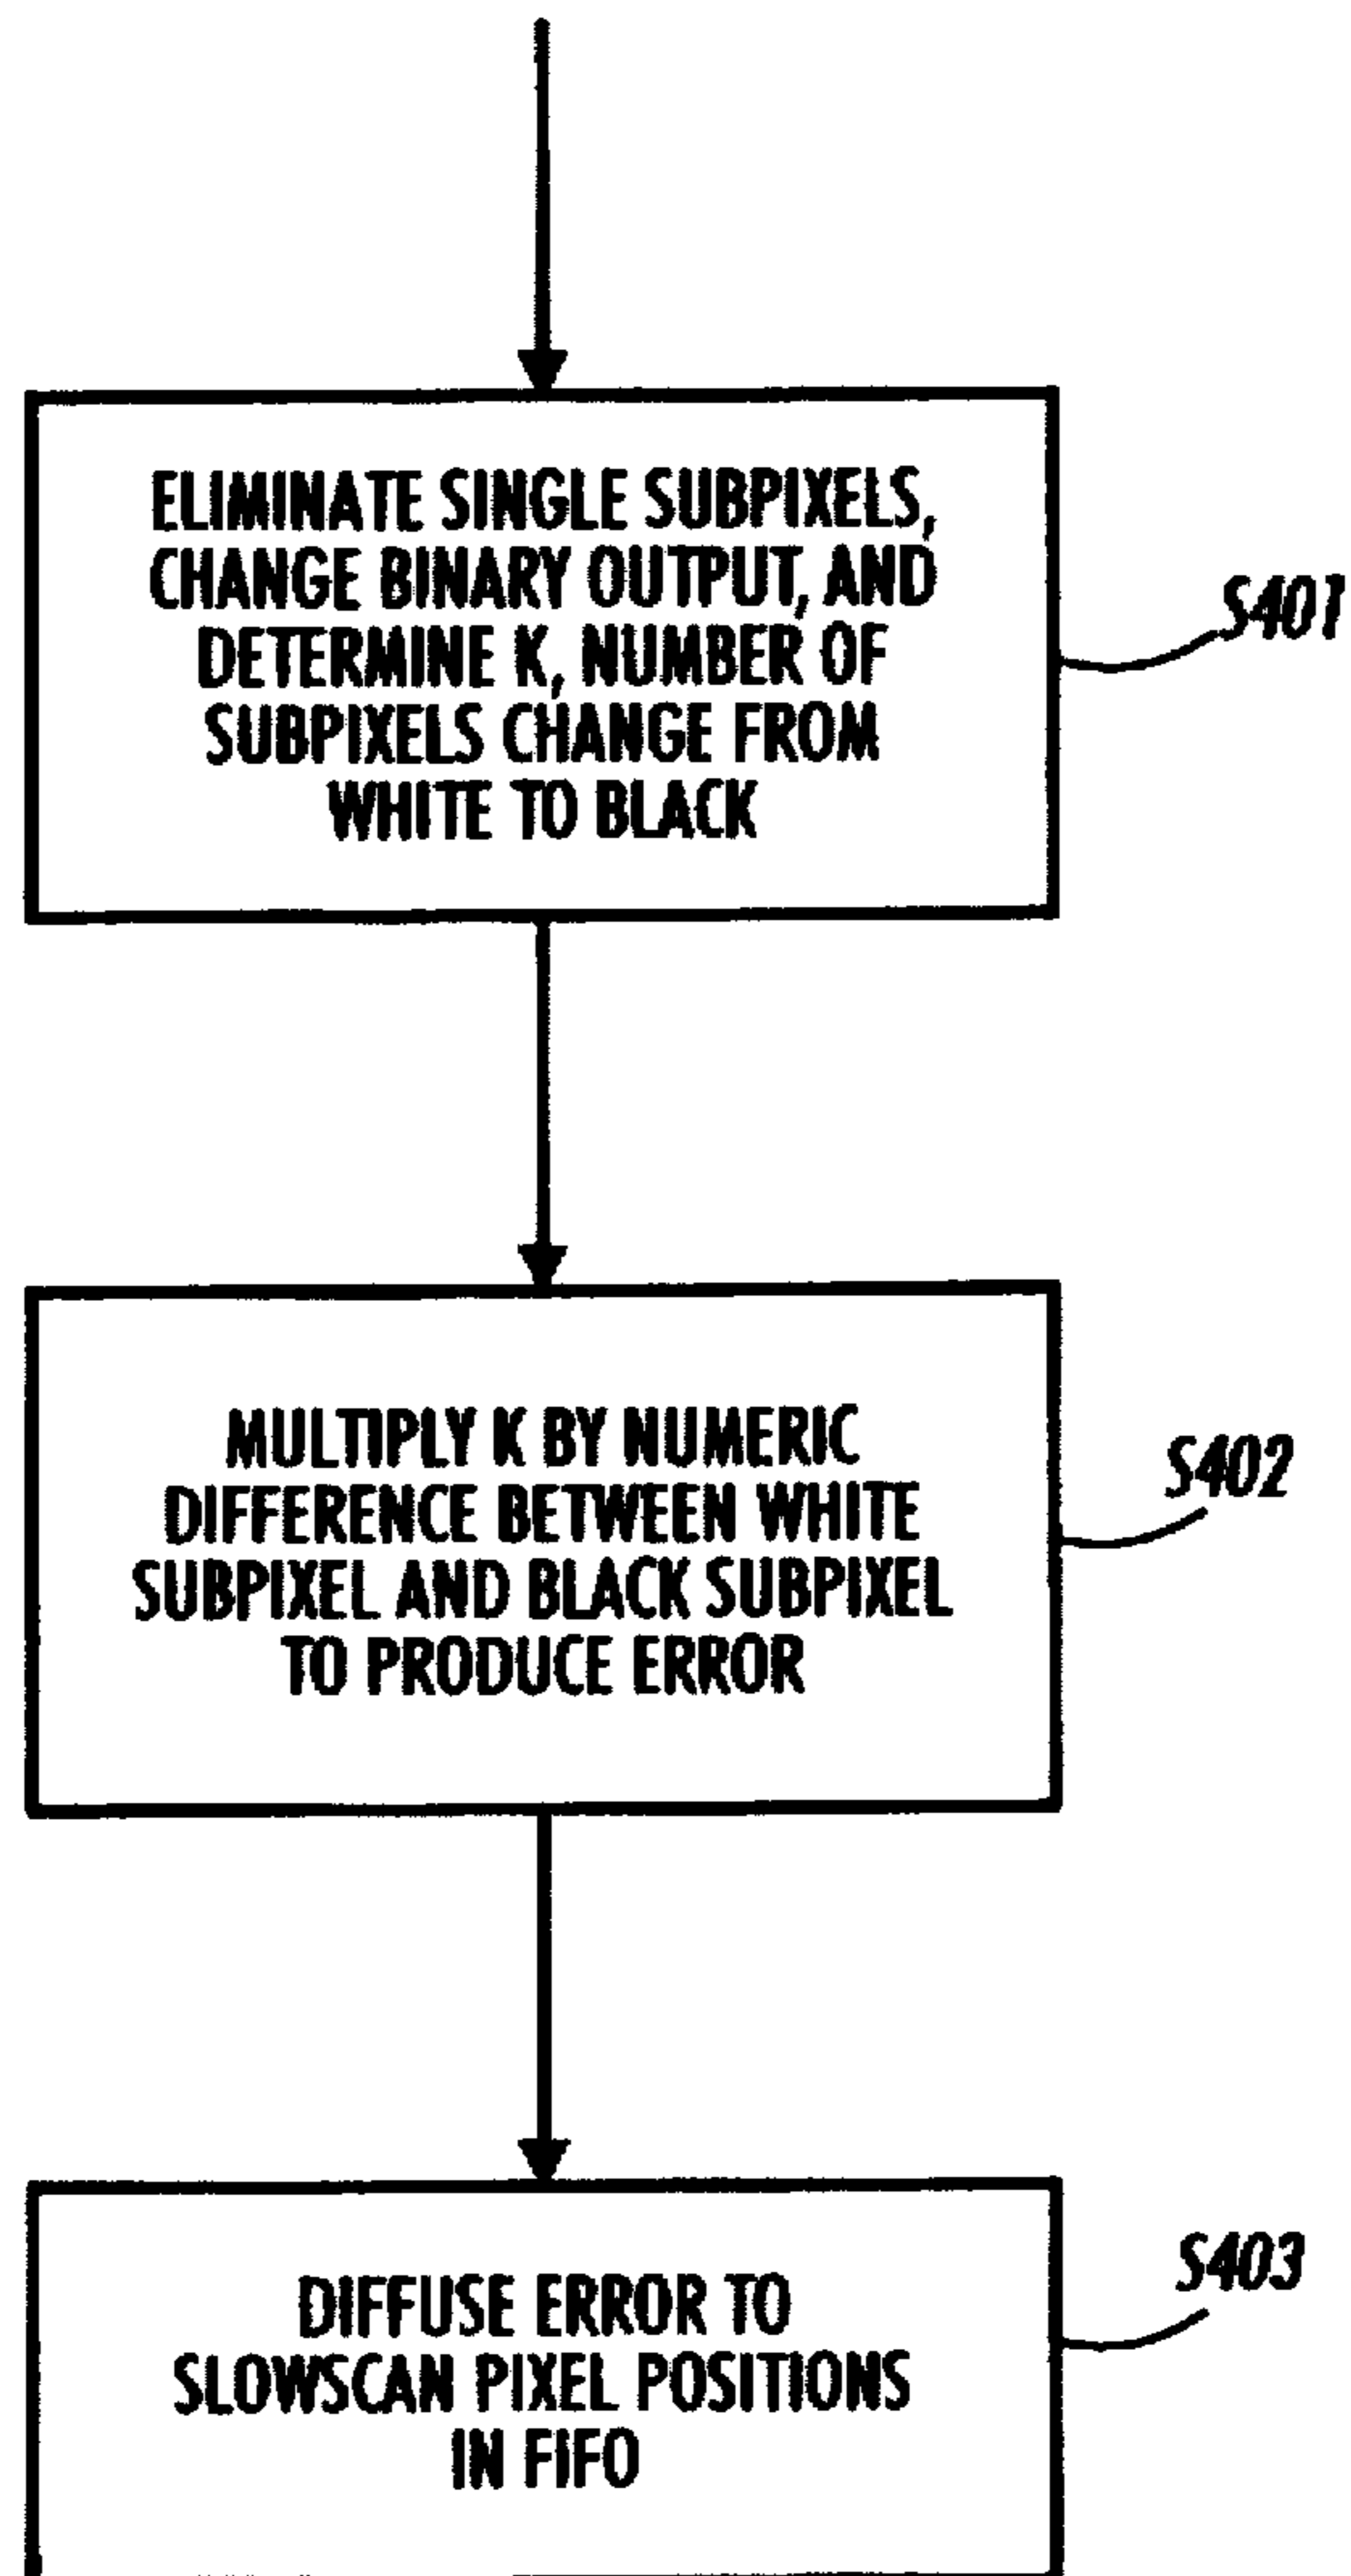 ELIMINATE SINGLE SUBPIXELS,
CHANGE BINARY OUTPUT, AND
DETERMINE K, NUMBER OF
SUBPIXELS CHANGE FROM
WHITE TO BLACK
S401
MULTIPLY K BY NUMERIC
DIFFERENCE BETWEEN WHITE
SUBPIXEL AND BLACK SUBPIXEL
TO PRODUCE ERROR
S402
DIFFUSE ERROR TO
SLOWSCAN PIXEL POSITIONS
IN FIFO
S403